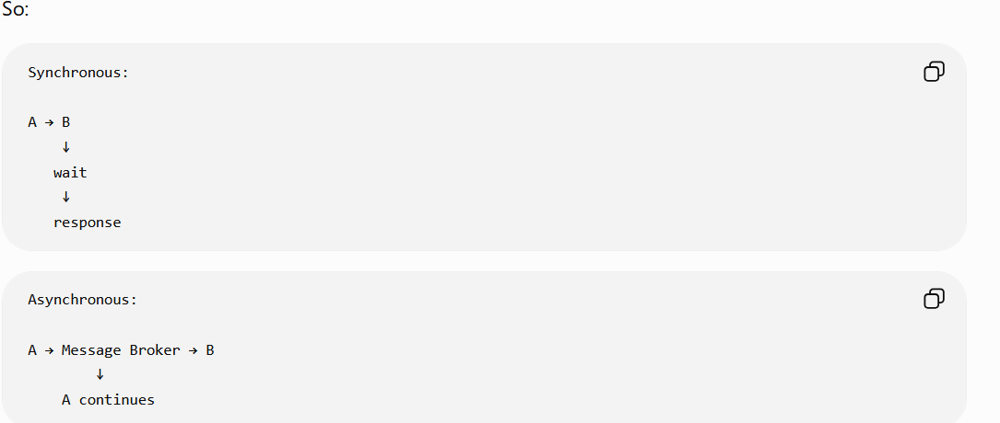 So:
Synchronous:
A → B
↓
wait
↓
response
Asynchronous:
A → Message Broker → B
↓
A continues